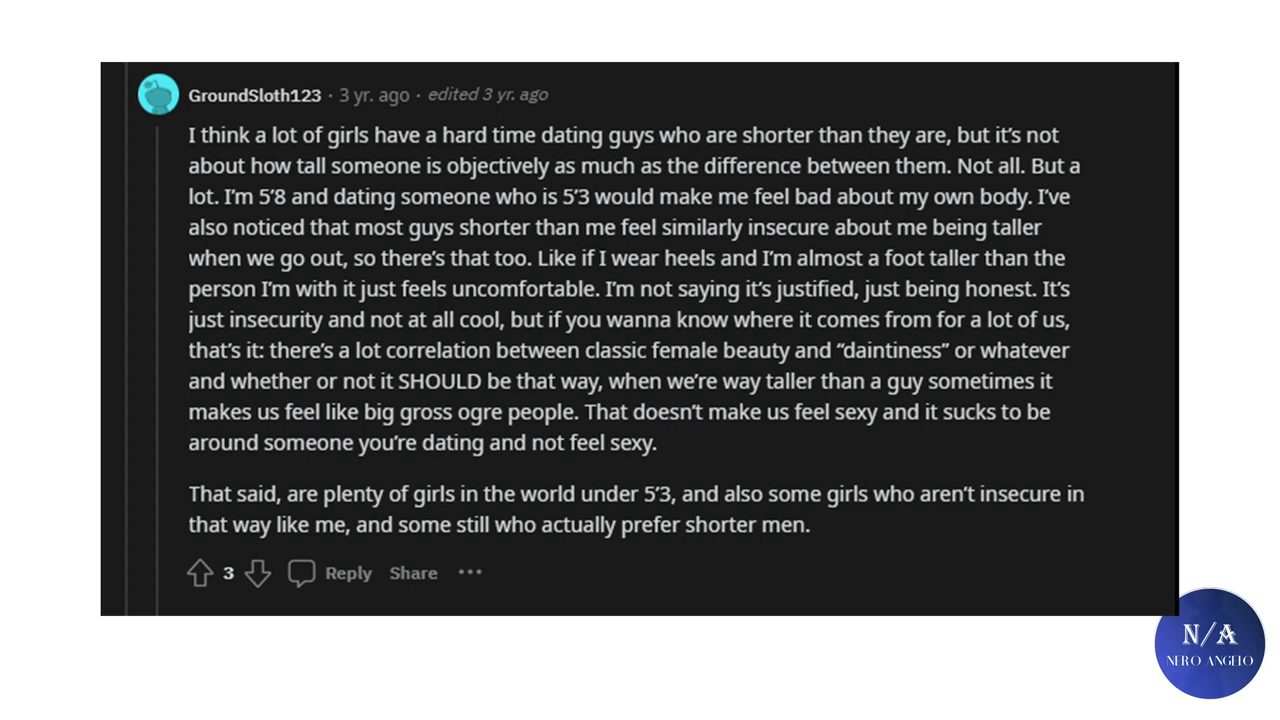 GroundSloth123 · 3 yr. ago · edited 3 yr. ago
I think a lot of girls have a hard time dating guys who are shorter than they are, but it's not
about how tall someone is objectively as much as the difference between them. Not all. But a
lot. I'm 5'8 and dating someone who is 5'3 would make me feel bad about my own body. I've
also noticed that most guys shorter than me feel similarly insecure about me being taller
when we go out, so there's that too. Like if I wear heels and I'm almost a foot taller than the
person I'm with it just feels uncomfortable. I'm not saying it's justified, just being honest. It's
just insecurity and not at all cool, but if you wanna know where it comes from for a lot of us,
that's it: there's a lot correlation between classic female beauty and “daintiness” or whatever
and whether or not it SHOULD be that way, when we're way taller than a guy sometimes it
makes us feel like big gross ogre people. That doesn't make us feel sexy and it sucks to be
around someone you're dating and not feel sexy.
That said, are plenty of girls in the world under 5'3, and also some girls who aren't insecure in
that way like me, and some still who actually prefer shorter men.
3 Reply Share ···
N/A
NERO ANGELO